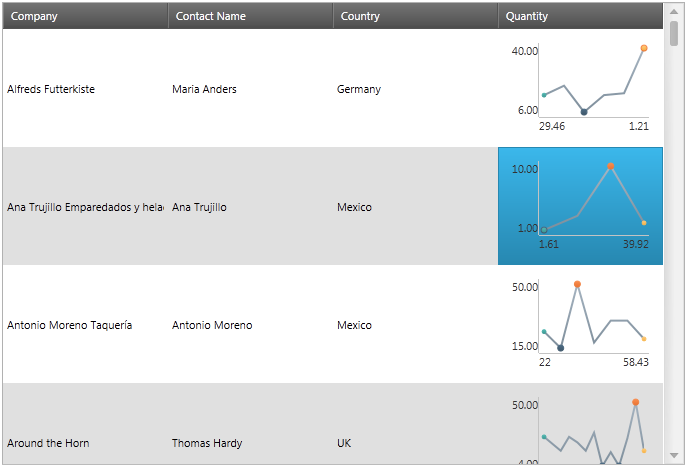 Company Contact Name Country Quantity
40.00
Alfreds Futterkiste Maria Anders Germany
6.00
29.46 1.21
10.00
Ana Trujillo Emparedados y hela Ana Trujillo Mexico
1.00
1.61 39.92
50.00
Antonio Moreno Taquería Antonio Moreno Mexico
15.00
22 58.43
50.00
Around the Horn Thomas Hardy UK
4.00